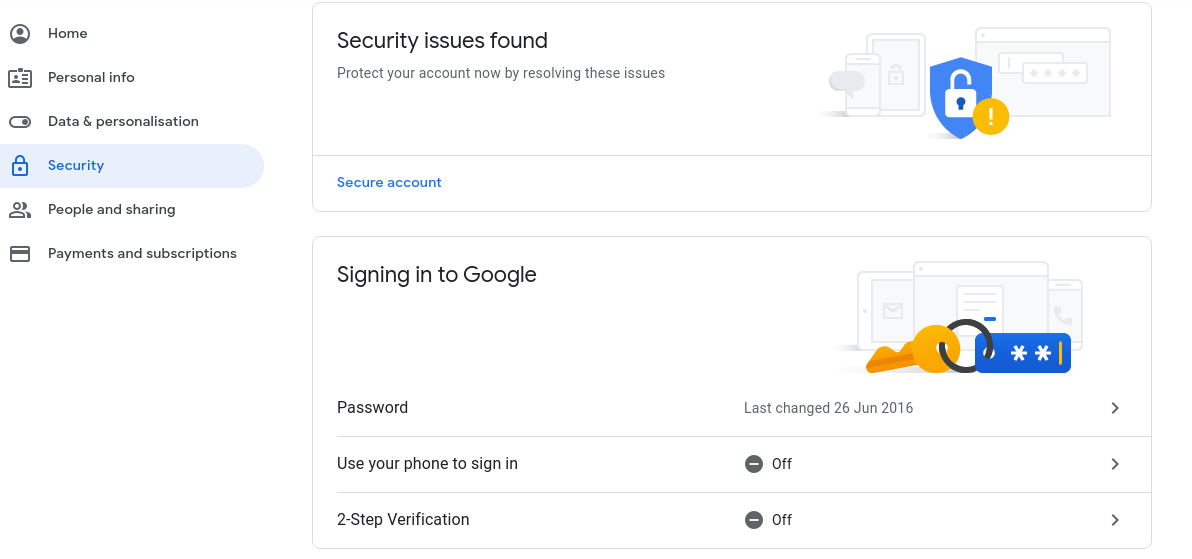 Home
Personal info
Data & personalisation
Security
People and sharing
Payments and subscriptions
Security issues found
Protect your account now by resolving these issues
Secure account
Signing in to Google
Password
Last changed 26 Jun 2016
Use your phone to sign in
Off
2-Step Verification
Off